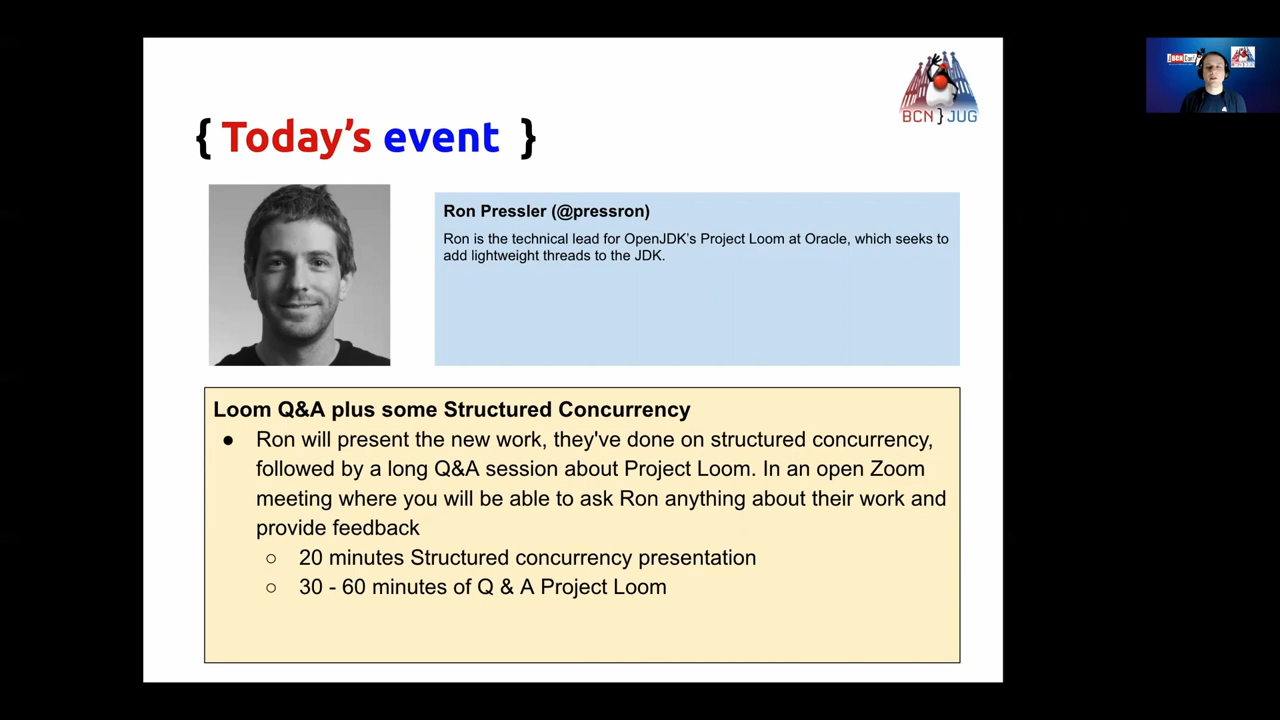 BCN}JUG
{ Today's event }
Ron Pressler (@pressron)
Ron is the technical lead for OpenJDK's Project Loom at Oracle, which seeks to
add lightweight threads to the JDK.
Loom Q&A plus some Structured Concurrency
● Ron will present the new work, they've done on structured concurrency,
followed by a long Q&A session about Project Loom. In an open Zoom
meeting where you will be able to ask Ron anything about their work and
provide feedback
○ 20 minutes Structured concurrency presentation
○ 30 - 60 minutes of Q & A Project Loom